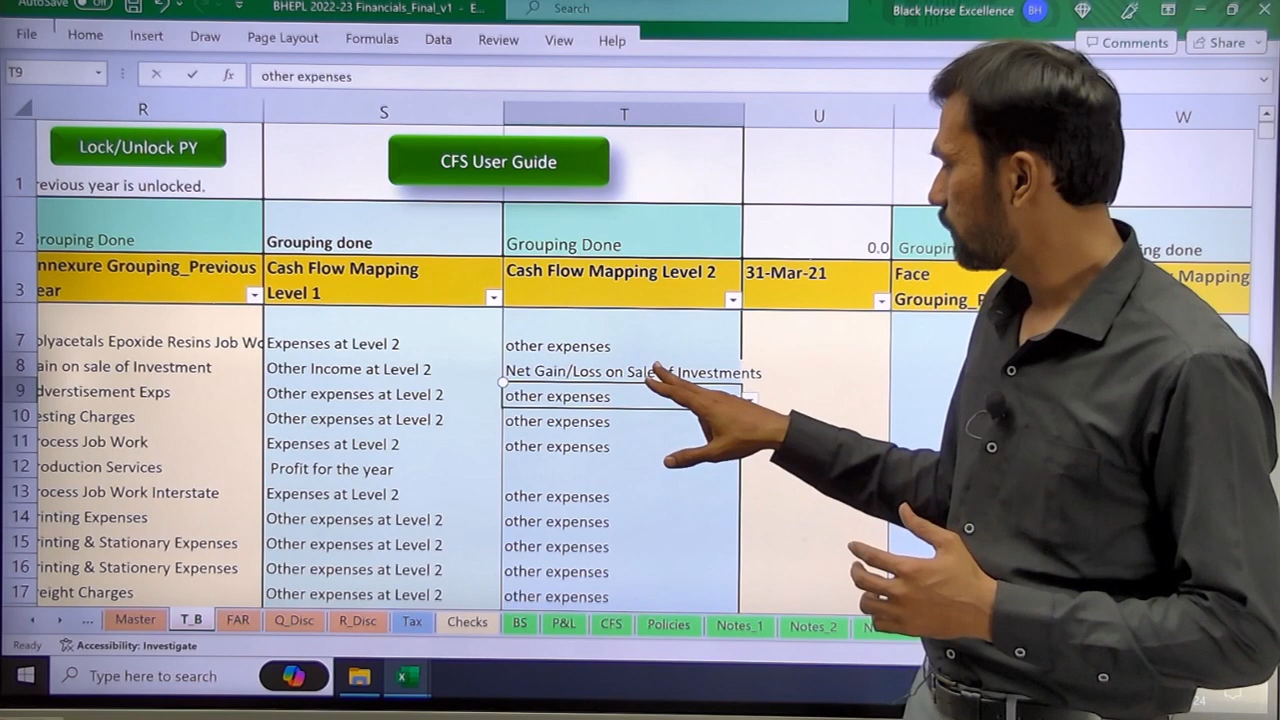 AutoSave Off BHEPL 2022-23 Financials_Final_v1 - E... Search Black Horse Excellence BH
File Home Insert Draw Page Layout Formulas Data Review View Help Comments Share
T9 fx other expenses
R S T U W
Lock/Unlock PY CFS User Guide
1 revious year is unlocked.
2 Grouping Done Grouping done Grouping Done 0.0 Groupin ing done
3 nnexure Grouping_Previous ear Cash Flow Mapping Level 1 Cash Flow Mapping Level 2 31-Mar-21 Face Grouping_P Mapping
7 olyacetals Epoxide Resins Job Wo Expenses at Level 2 other expenses
8 ain on sale of Investment Other Income at Level 2 Net Gain/Loss on Sale of Investments
9 dverstisement Exps Other expenses at Level 2 other expenses
10 esting Charges Other expenses at Level 2 other expenses
11 rocess Job Work Expenses at Level 2 other expenses
12 roduction Services Profit for the year
13 rocess Job Work Interstate Expenses at Level 2 other expenses
14 rinting Expenses Other expenses at Level 2 other expenses
15 rinting & Stationary Expenses Other expenses at Level 2 other expenses
16 rinting & Stationery Expenses Other expenses at Level 2 other expenses
17 reight Charges Other expenses at Level 2 other expenses
... Master T_B FAR Q_Disc R_Disc Tax Checks BS P&L CFS Policies Notes_1 Notes_2 N
Ready Accessibility: Investigate
Type here to search 24